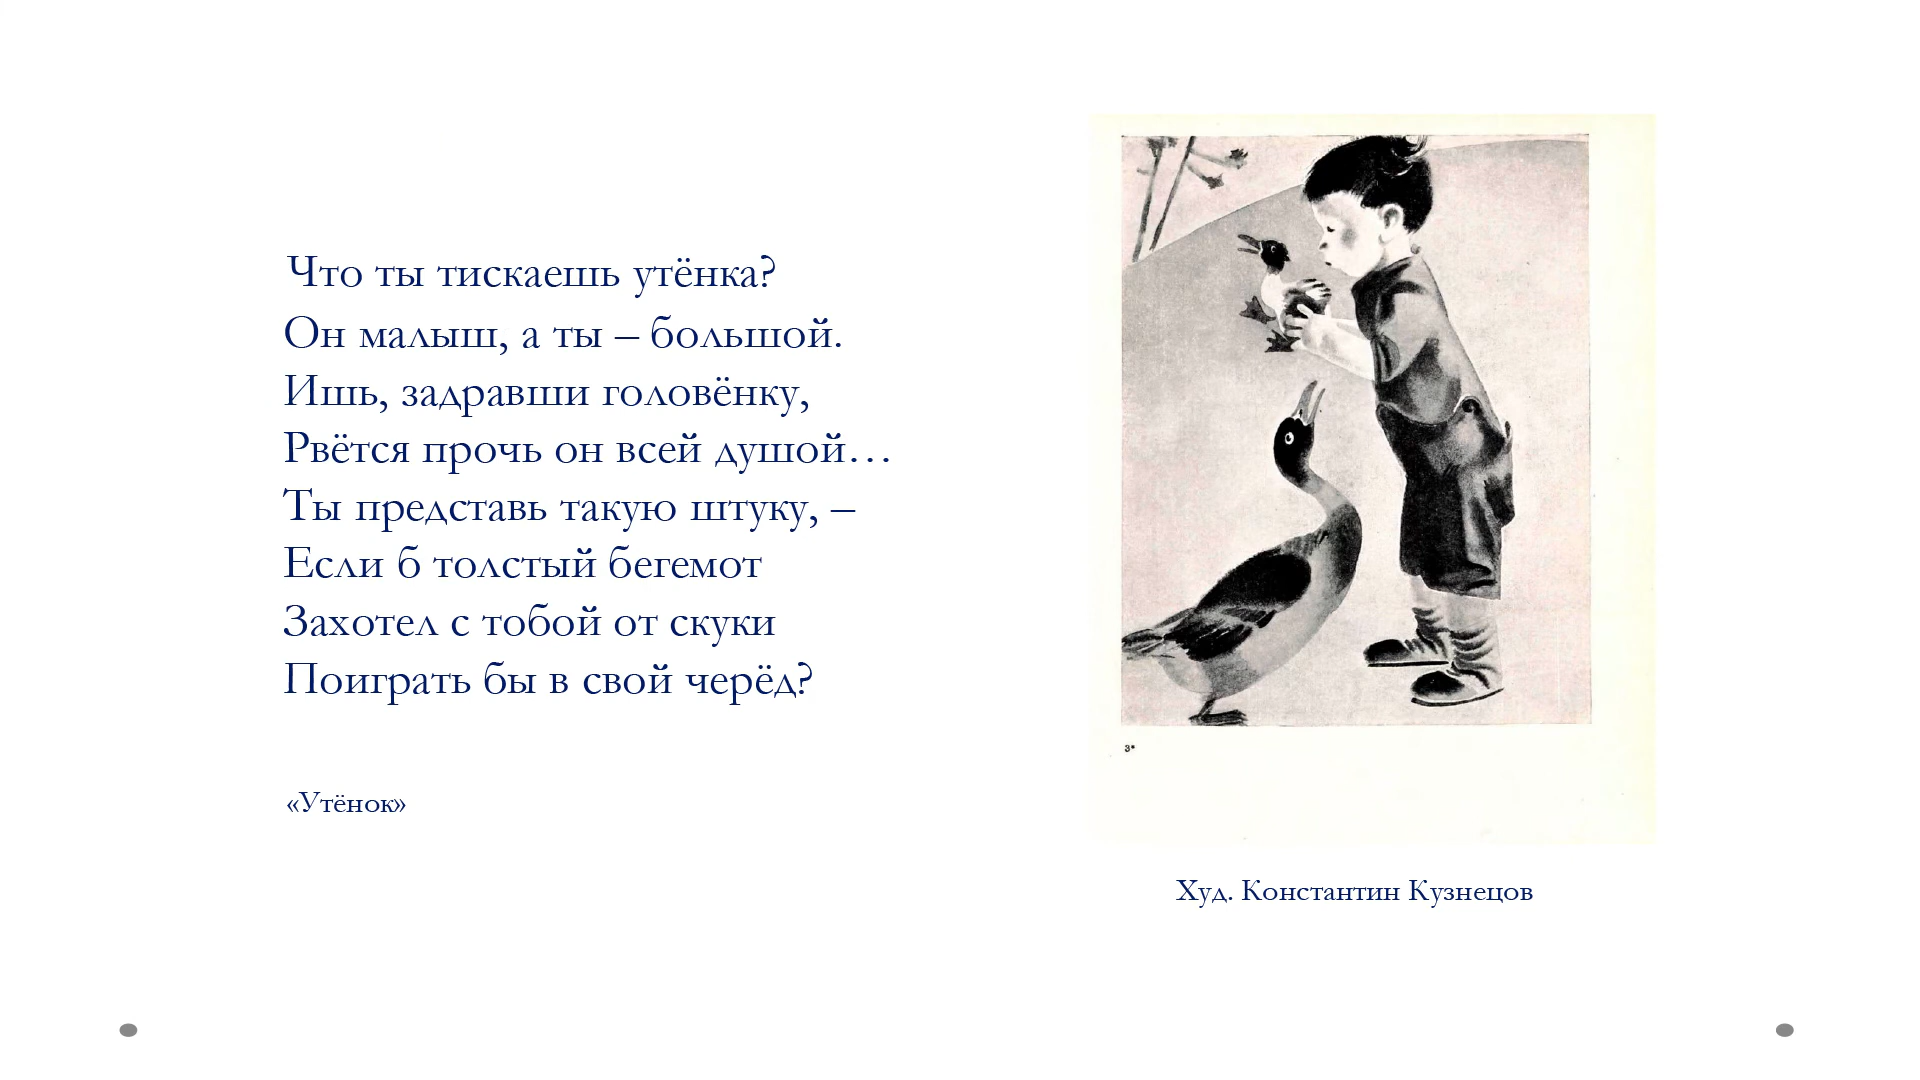 Что ты тискаешь утёнка?
Он малыш, а ты – большой.
Ишь, задравши головёнку,
Рвётся прочь он всей душой…
Ты представь такую штуку, –
Если б толстый бегемот
Захотел с тобой от скуки
Поиграть бы в свой черёд?
«Утёнок»
3*
Худ. Константин Кузнецов